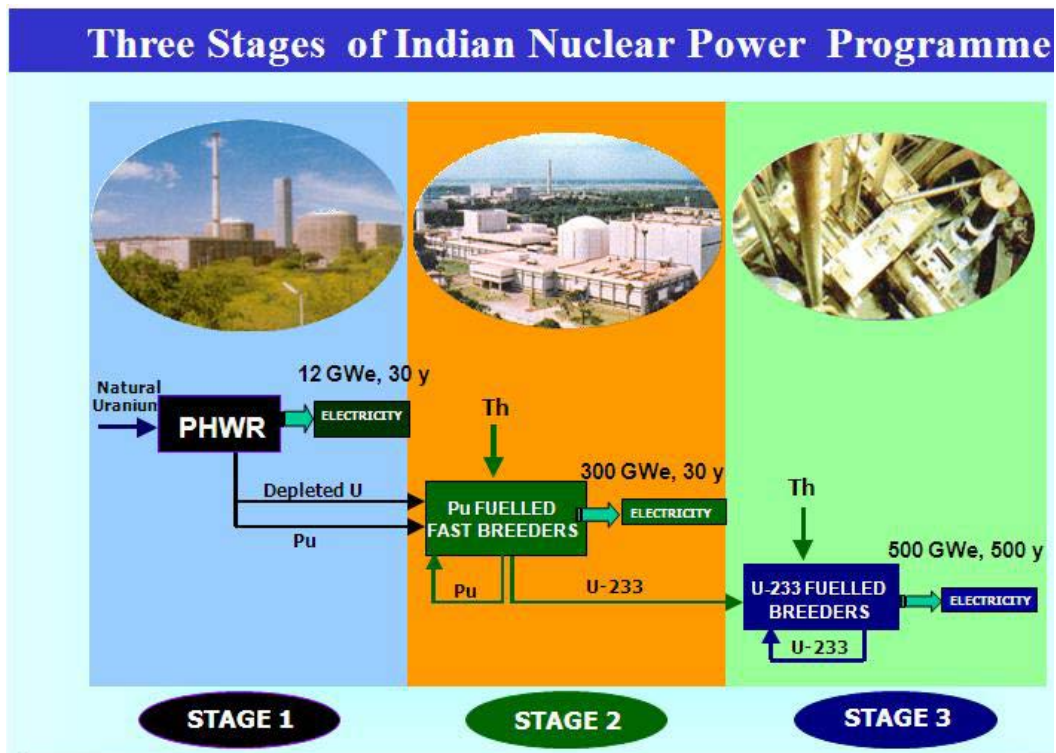 Three Stages of Indian Nuclear Power Programme
12 GWe, 30 y
Natural
Uranium
PHWR
ELECTRICITY
Depleted U
Pu
Th
300 GWe, 30 y
Pu FUELLED
FAST BREEDERS
ELECTRICITY
Pu
U-233
Th
500 GWe, 500 y
U-233 FUELLED
BREEDERS
ELECTRICITY
U-233
STAGE 1
STAGE 2
STAGE 3